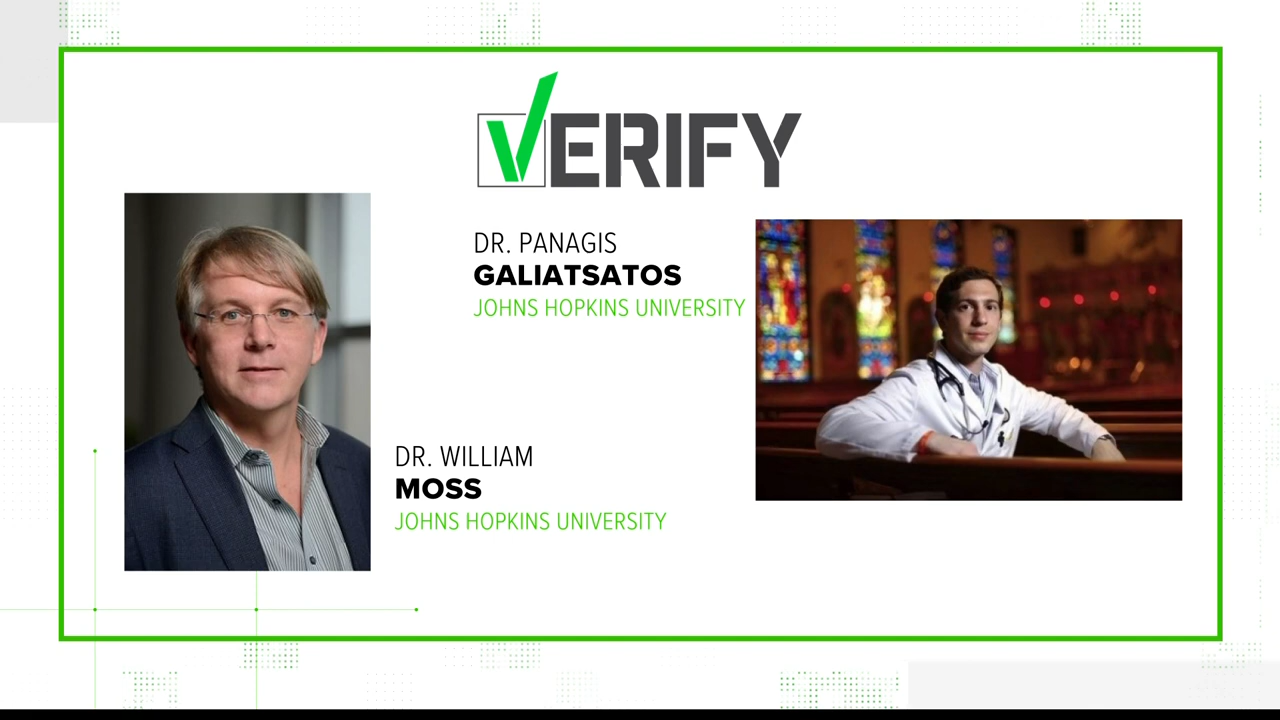 VERIFY
DR. PANAGIS
GALIATSATOS
JOHNS HOPKINS UNIVERSITY
DR. WILLIAM
MOSS
JOHNS HOPKINS UNIVERSITY